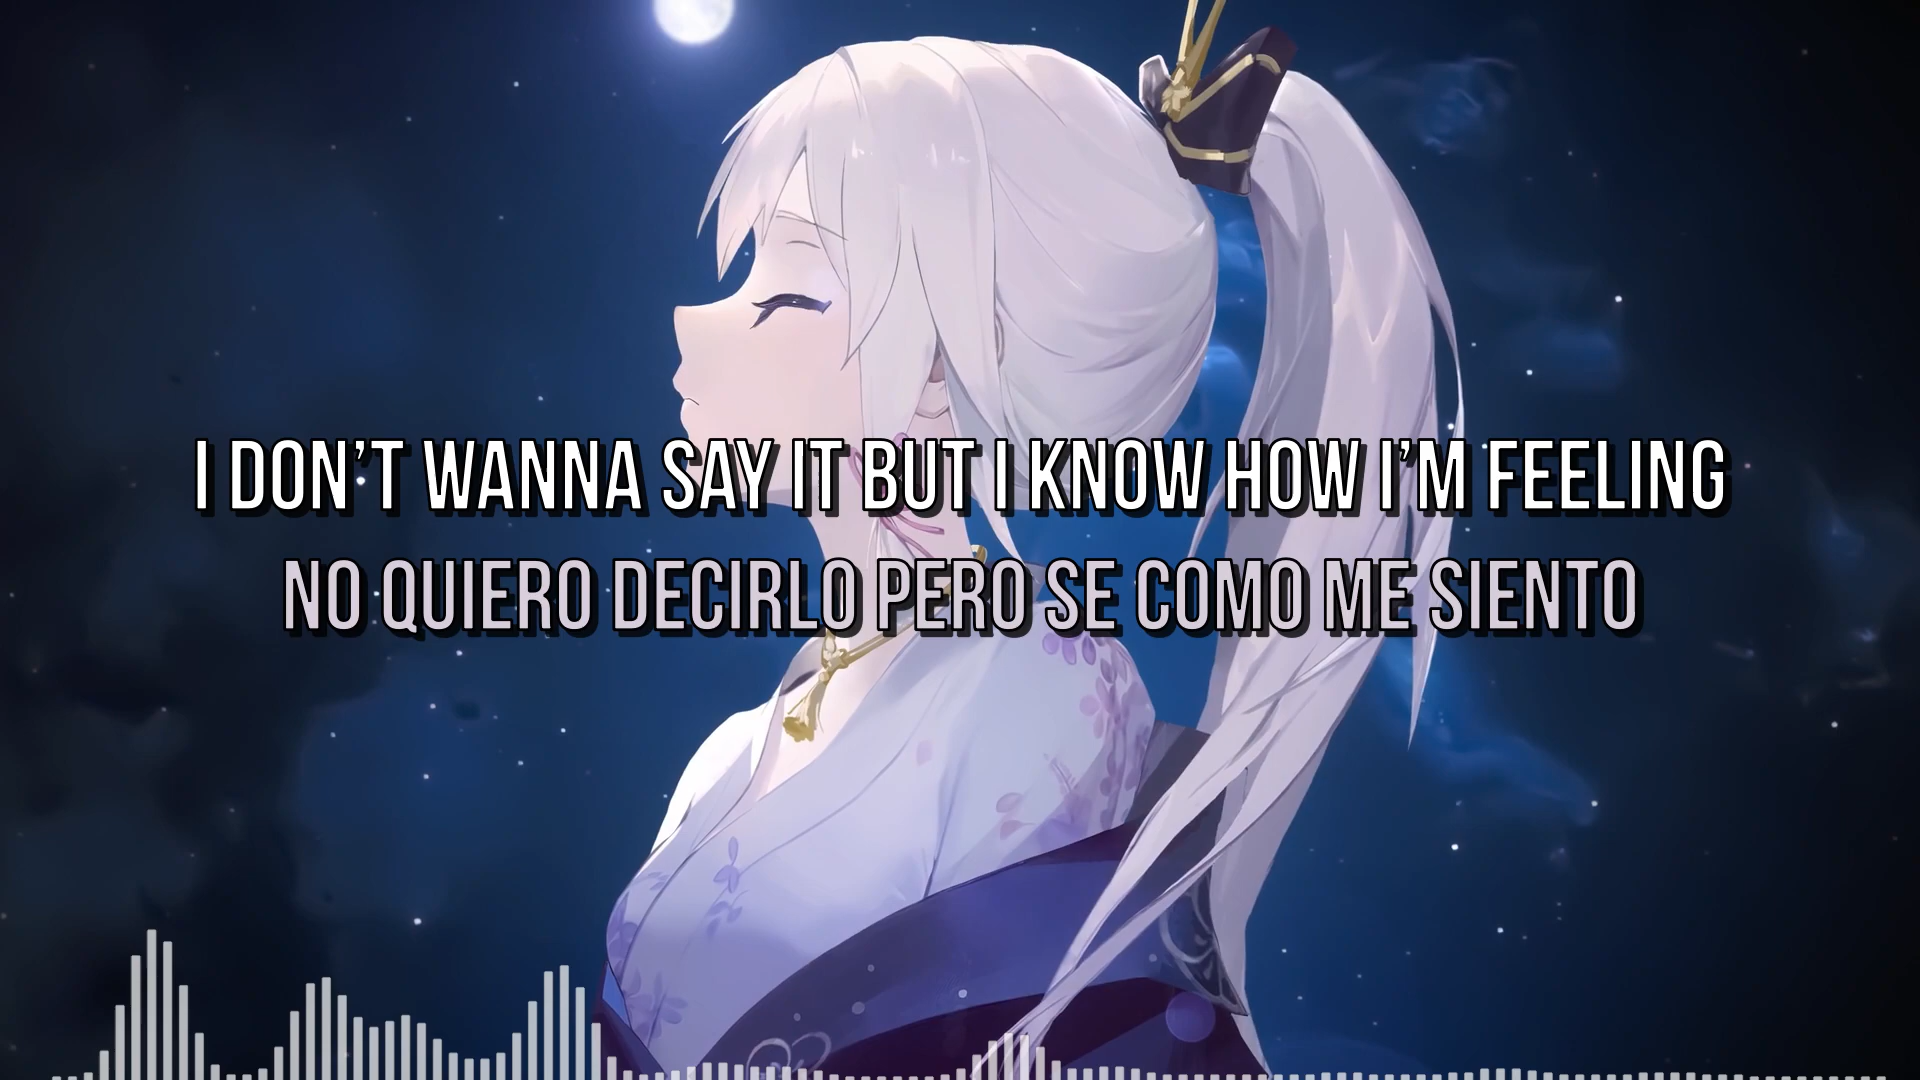 I DON’T WANNA SAY IT BUT I KNOW HOW I’M FEELING
NO QUIERO DECIRLO PERO SE COMO ME SIENTO